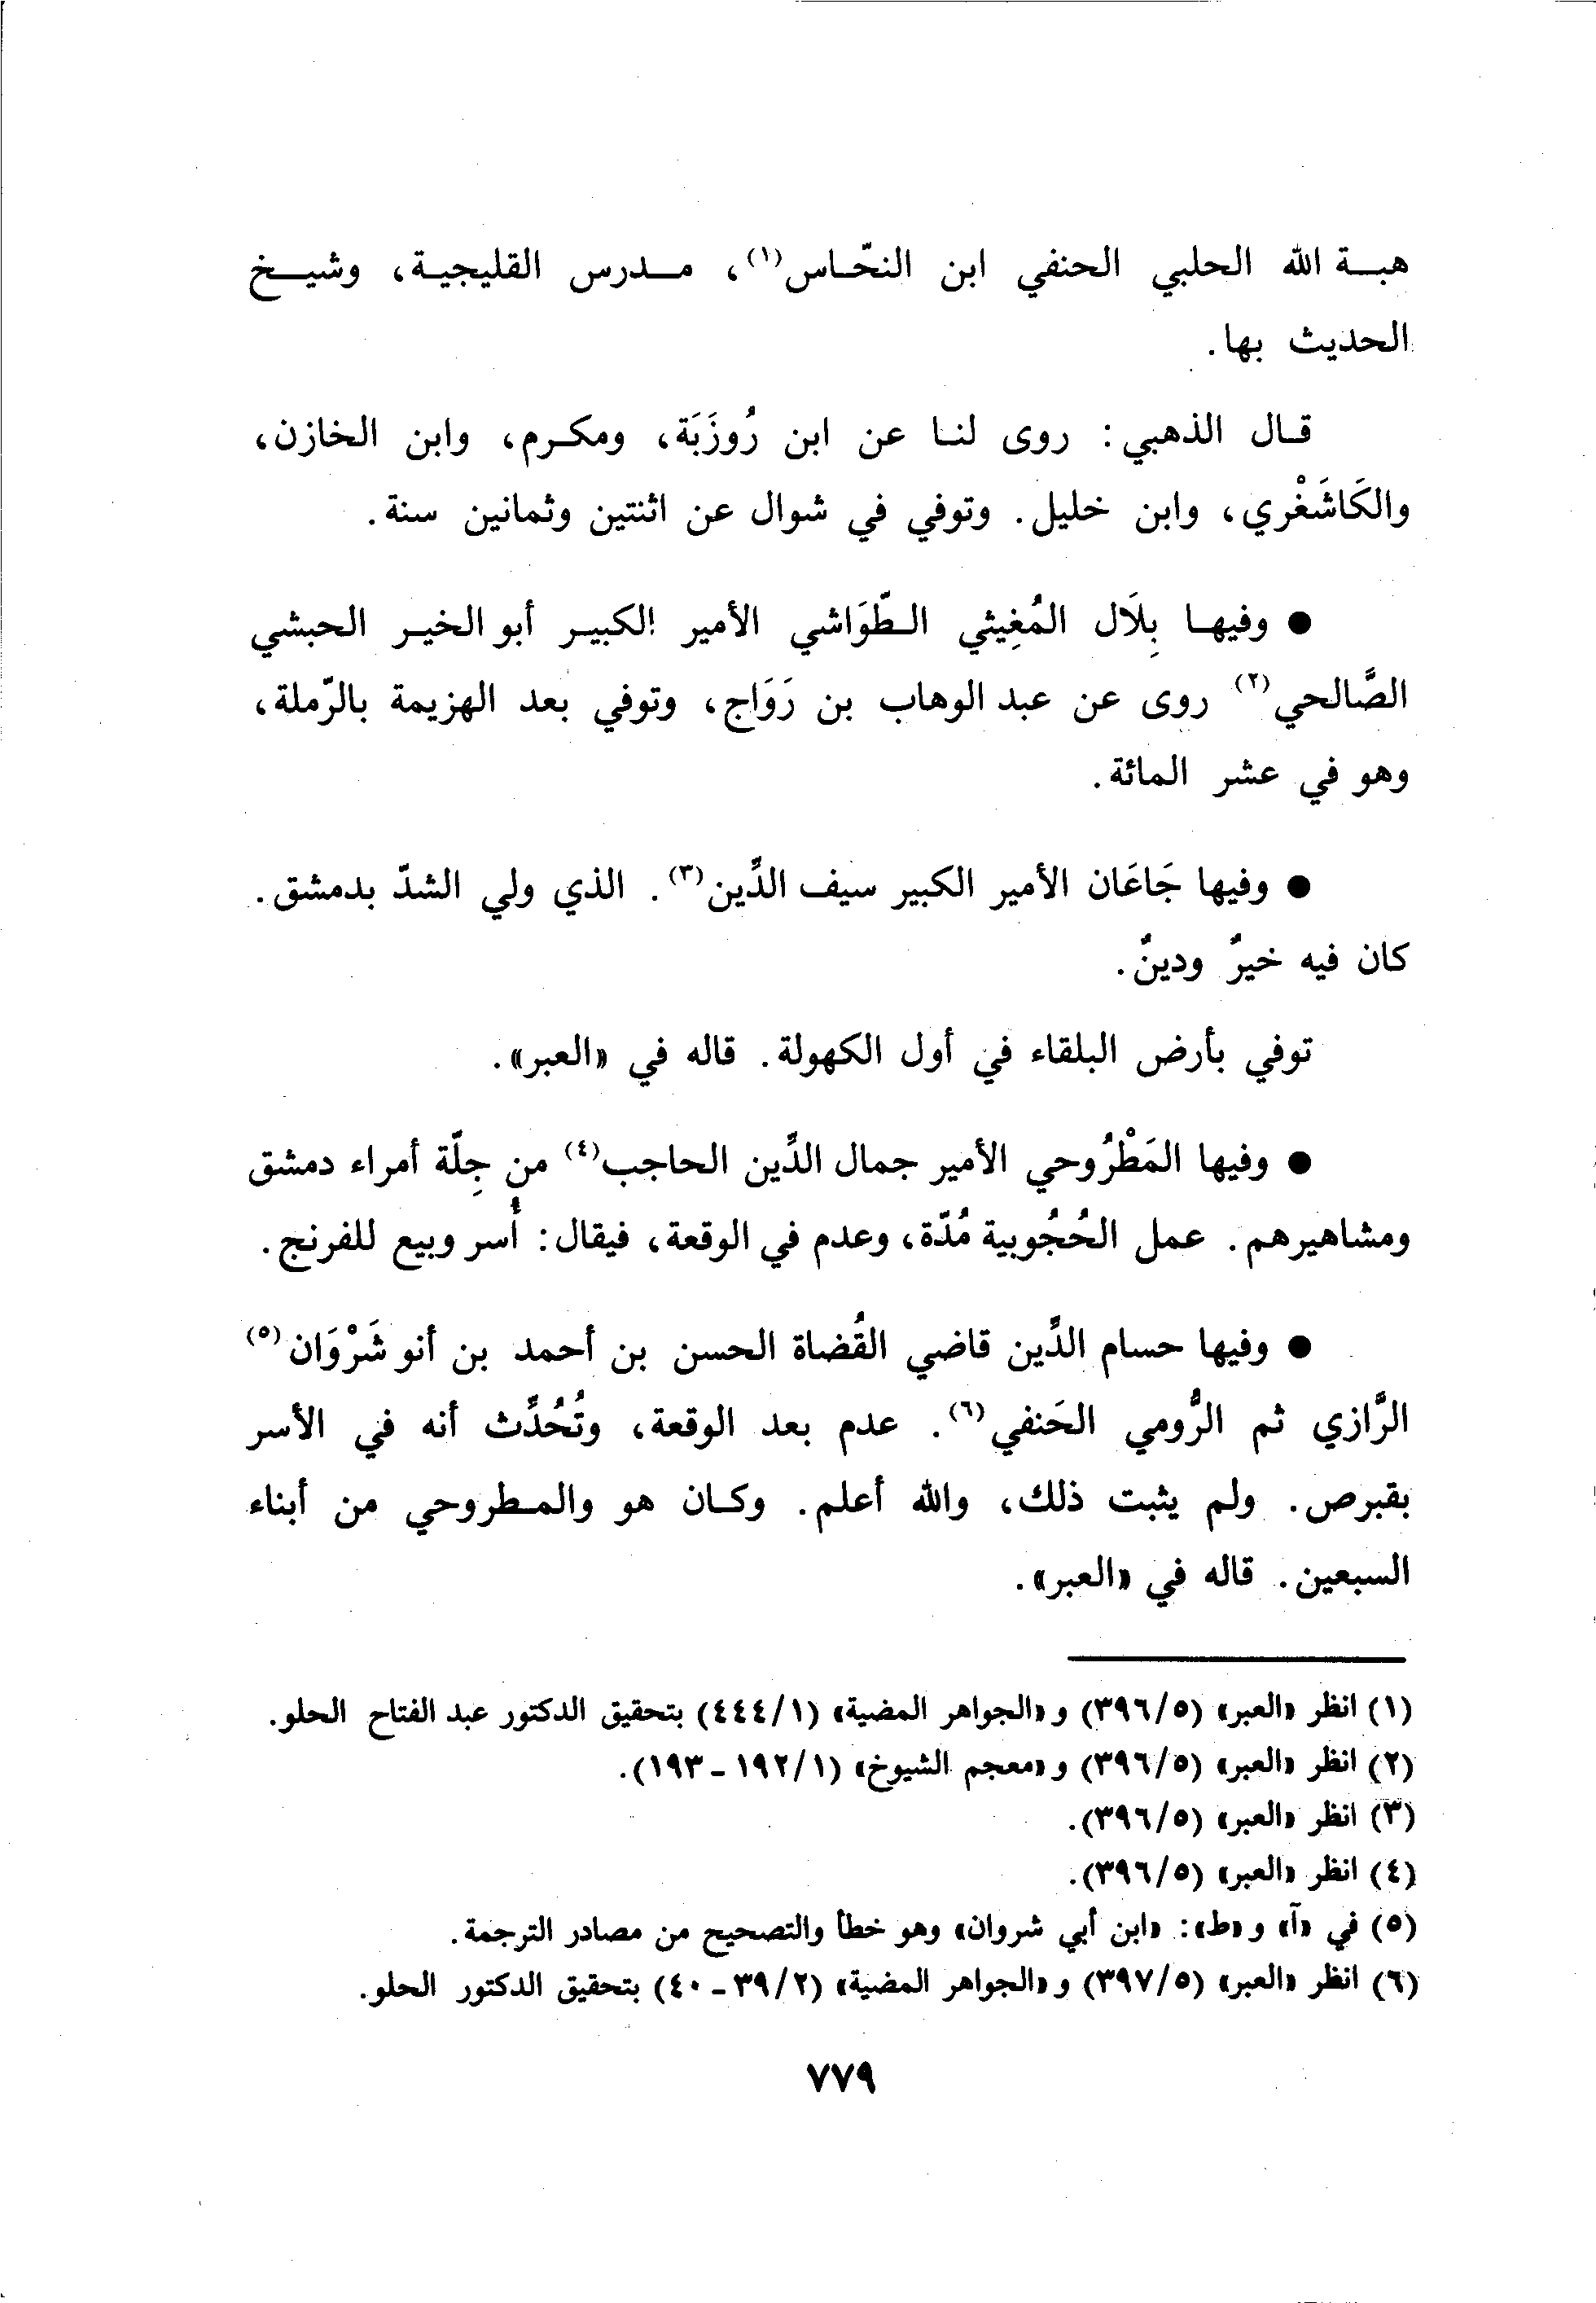 هبة الله الحلبي الحنفي ابن النحّاس(١)، مدرس القليجية، وشيخ
الحديث بها.
قال الذهبي: روى لنا عن ابن رُوزَبَة، ومكرم، وابن الخازن،
والكَاشَغْري، وابن خليل. وتوفي في شوال عن اثنتين وثمانين سنة.
● وفيها بِلَال المُغِيثي الطّوَاشي الأمير الكبير أبو الخير الحبشي
الصَّالحي(٢) روى عن عبد الوهاب بن رَوَاج، وتوفي بعد الهزيمة بالرّملة،
وهو في عشر المائة.
● وفيها جَاعَان الأمير الكبير سيف الدِّين(٣). الذي ولي الشدّ بدمشق.
كان فيه خيرٌ ودينٌ.
توفي بأرض البلقاء في أول الكهولة. قاله في «العبر».
● وفيها المَطْرُوحي الأمير جمال الدِّين الحاجب(٤) من جِلّة أمراء دمشق
ومشاهيرهم. عمل الحُجُوبية مُدّة، وعدم في الوقعة، فيقال: أُسر وبيع للفرنج.
● وفيها حسام الدِّين قاضي القُضاة الحسن بن أحمد بن أنو شَرْوَان(٥)
الرَّازي ثم الرُّومي الحَنفي(٦). عدم بعد الوقعة، وتُحُدِّث أنه في الأسر
بقبرص. ولم يثبت ذلك، والله أعلم. وكان هو والمطروحي من أبناء
السبعين. قاله في «العبر».
(١) انظر «العبر» (٣٩٦/٥) و«الجواهر المضية» (٤٤٤/١) بتحقيق الدكتور عبد الفتاح الحلو.
(٢) انظر «العبر» (٣٩٦/٥) و«معجم الشيوخ» (١٩٢/١ - ١٩٣).
(٣) انظر «العبر» (٣٩٦/٥).
(٤) انظر «العبر» (٣٩٦/٥).
(٥) في «آ» و«ط»: «ابن أبي شروان» وهو خطأ والتصحيح من مصادر الترجمة.
(٦) انظر «العبر» (٣٩٧/٥) و«الجواهر المضية» (٣٩/٢ - ٤٠) بتحقيق الدكتور الحلو.
٧٧٩